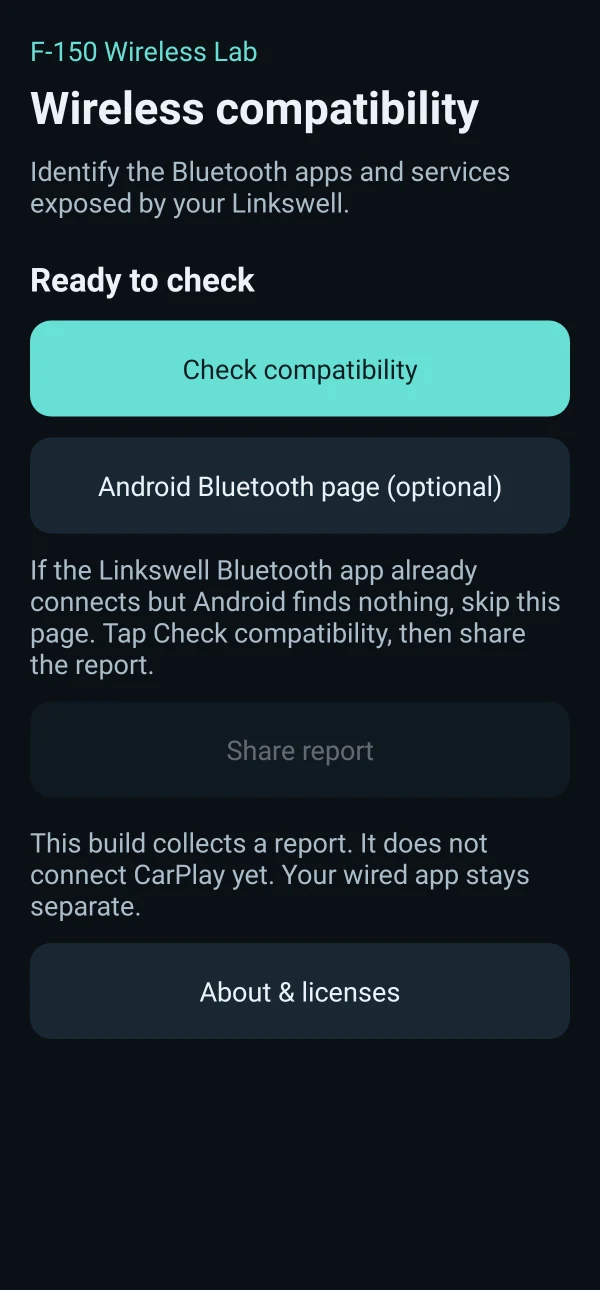 F-150 Wireless Lab
Wireless compatibility
Identify the Bluetooth apps and services
exposed by your Linkswell.
Ready to check
Check compatibility
Android Bluetooth page (optional)
If the Linkswell Bluetooth app already
connects but Android finds nothing, skip this
page. Tap Check compatibility, then share
the report.
Share report
This build collects a report. It does not
connect CarPlay yet. Your wired app stays
separate.
About & licenses